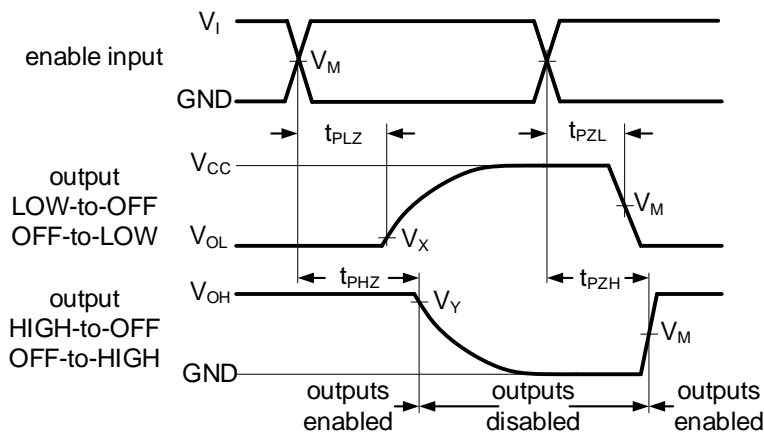 V_I
enable input
V_M
GND
t_PLZ
t_PZL
V_CC
output
LOW-to-OFF
OFF-to-LOW
V_M
V_OL
V_X
t_PHZ
t_PZH
output
HIGH-to-OFF
OFF-to-HIGH
V_OH
V_Y
V_M
GND
outputs
enabled
outputs
disabled
outputs
enabled